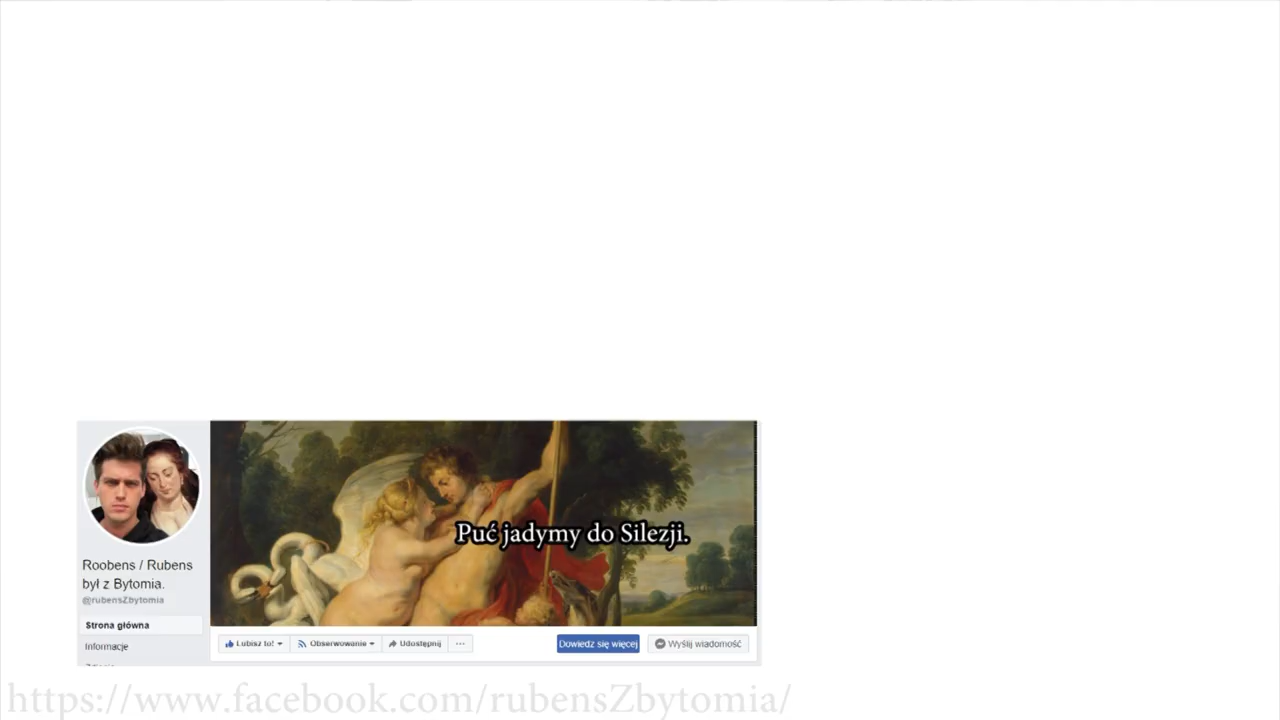 Puć jadymy do Silezji.
Roobens / Rubens
był z Bytomia.
@rubensZbytomia
Strona główna
Informacje
Lubisz to! Obserwowanie Udostępnij ... Dowiedz się więcej Wyślij wiadomość
https://www.facebook.com/rubensZbytomia/